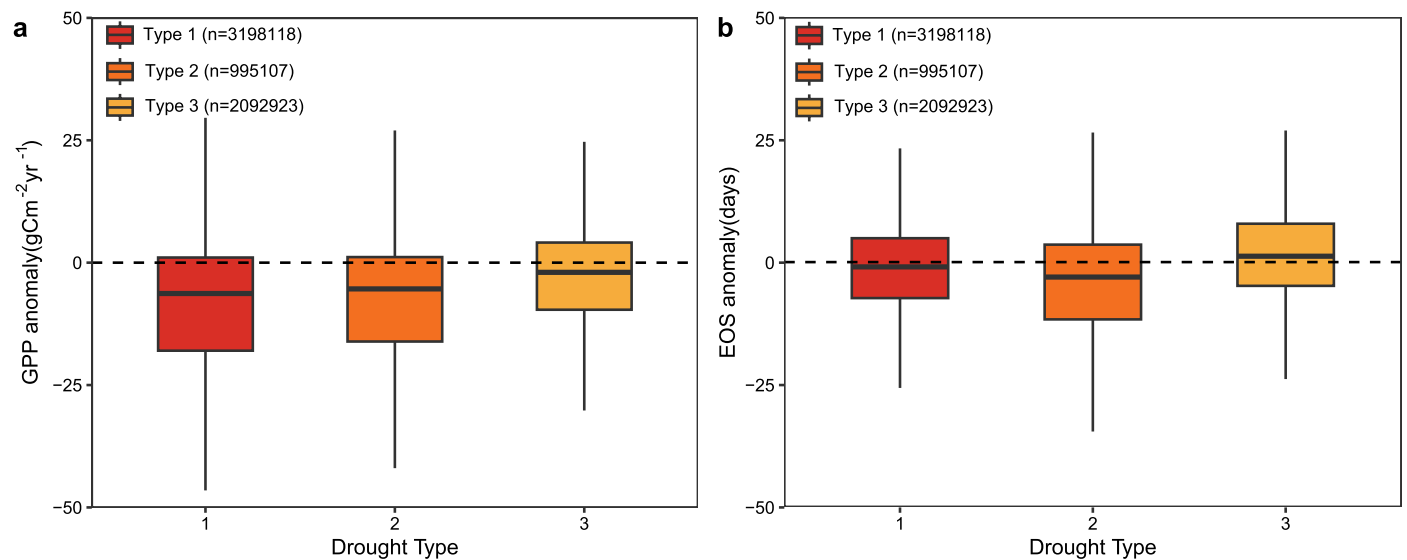 a
Type 1 (n=3198118)
Type 2 (n=995107)
Type 3 (n=2092923)
50
25
0
−25
−50
GPP anomaly(gCm⁻²yr⁻¹)
1
2
3
Drought Type
b
Type 1 (n=3198118)
Type 2 (n=995107)
Type 3 (n=2092923)
50
25
0
−25
−50
EOS anomaly(days)
1
2
3
Drought Type